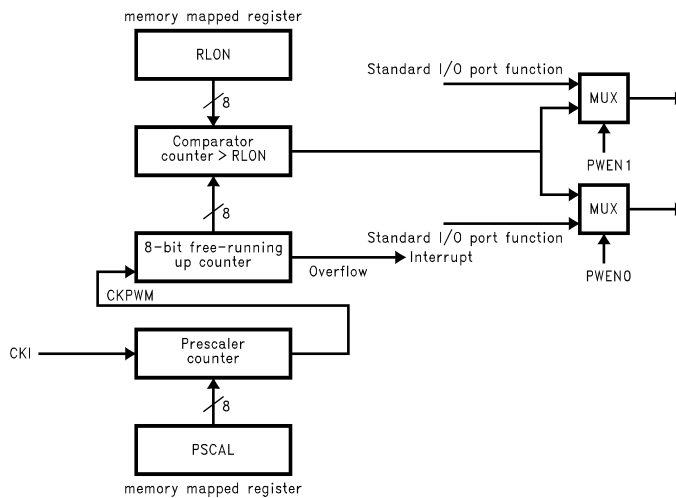 memory mapped register
RLON
8
Comparator
counter > RLON
8
8-bit free-running
up counter
Overflow
Interrupt
CKPWM
CKI
Prescaler
counter
8
PSCAL
memory mapped register
Standard I/O port function
MUX
PWEN1
MUX
Standard I/O port function
PWEN0